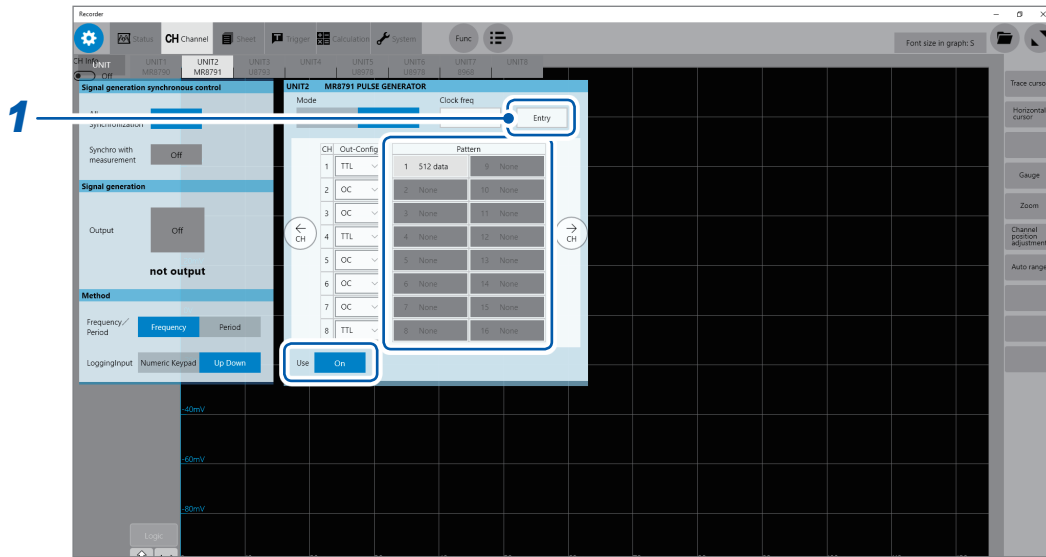 Recorder
Status CH Channel Sheet Trigger Calculation System Func Font size in graph: S
CH Info
Off
UNIT UNIT1 UNIT2 UNIT3 UNIT4 UNIT5 UNIT6 UNIT7 UNIT8
MR8790 MR8791 U8793 U8978 U8978 8968
Signal generation synchronous control
synchronization
Synchro with measurement Off
Signal generation
Output Off
not output
Method
Frequency／Period Frequency Period
LoggingInput Numeric Keypad Up Down
UNIT2 MR8791 PULSE GENERATOR
Mode Clock freq
Entry
1
CH Out-Config Pattern
1 TTL 1 512 data 9 None
2 OC 2 None 10 None
3 OC 3 None 11 None
4 TTL 4 None 12 None
5 OC 5 None 13 None
6 OC 6 None 14 None
7 OC 7 None 15 None
8 TTL 8 None 16 None
← CH
→ CH
Use On
Trace curso
Horizontal cursor
Gauge
Zoom
Channel position adjustment
Auto range
-40mV
-60mV
-80mV
Logic